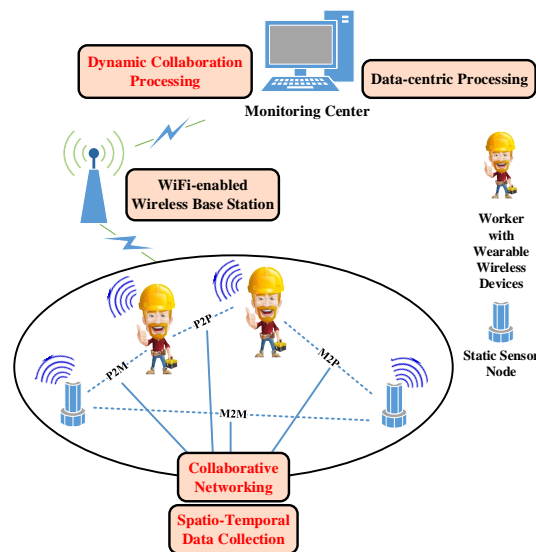 Dynamic Collaboration
Processing
Data-centric Processing
Monitoring Center
WiFi-enabled
Wireless Base Station
Worker
with
Wearable
Wireless
Devices
Static Sensor
Node
P2P
P2M
M2P
M2M
Collaborative
Networking
Spatio-Temporal
Data Collection